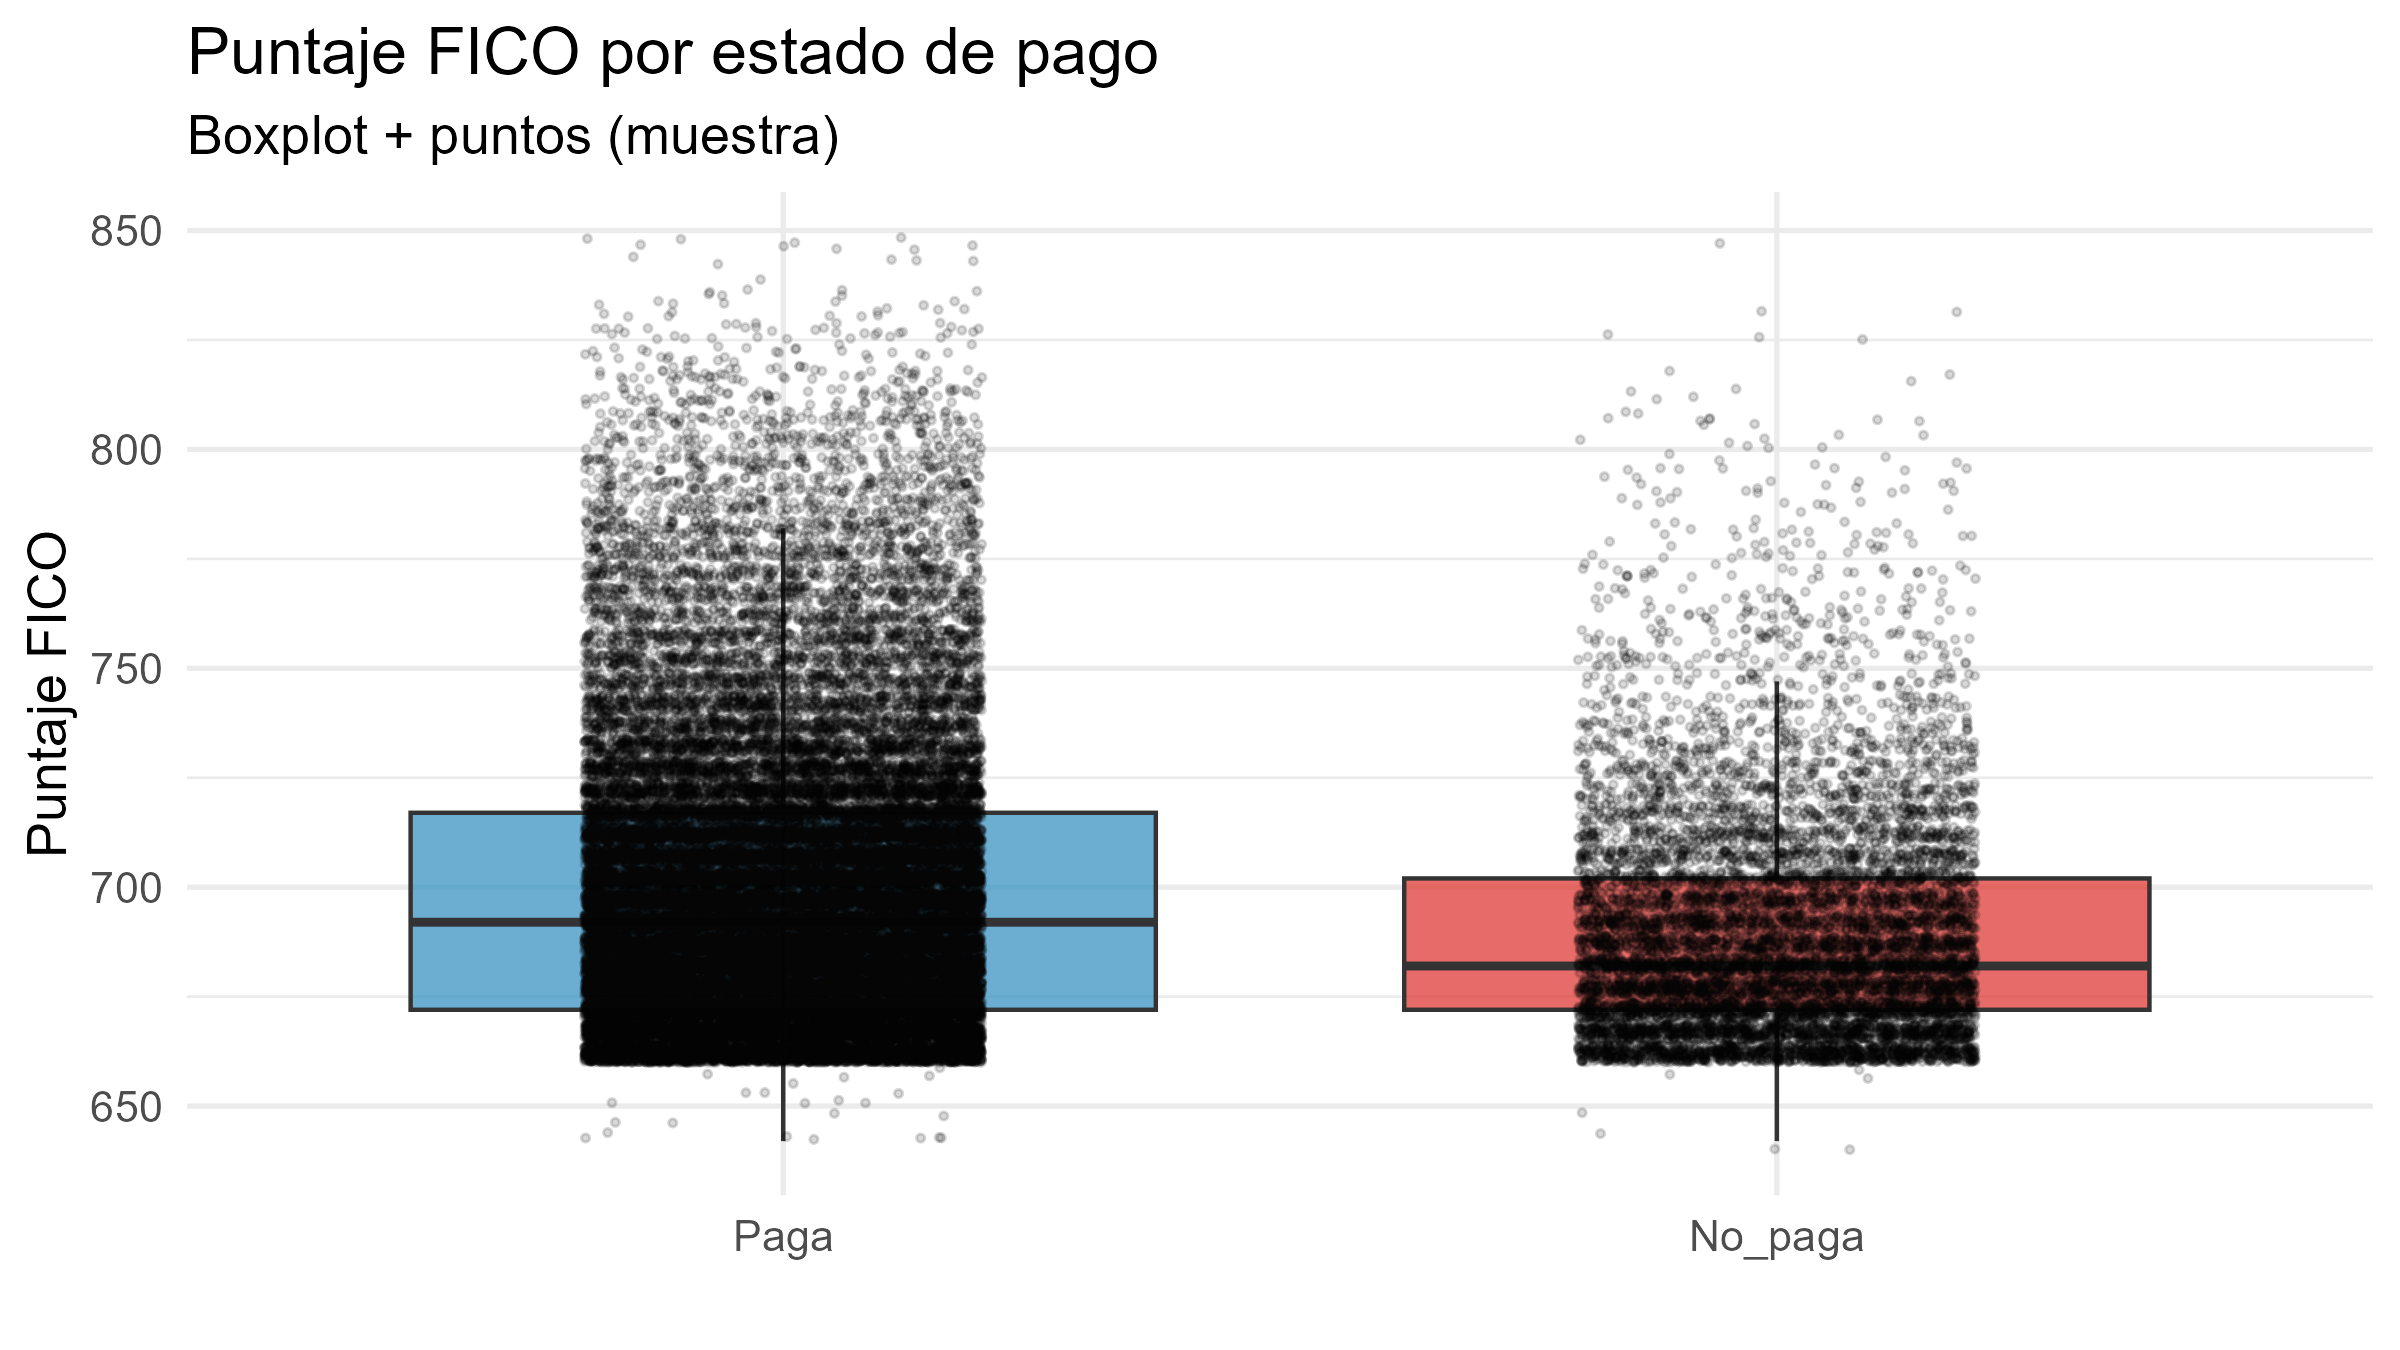 Puntaje FICO por estado de pago
Boxplot + puntos (muestra)
Puntaje FICO
850
800
750
700
650
Paga
No_paga